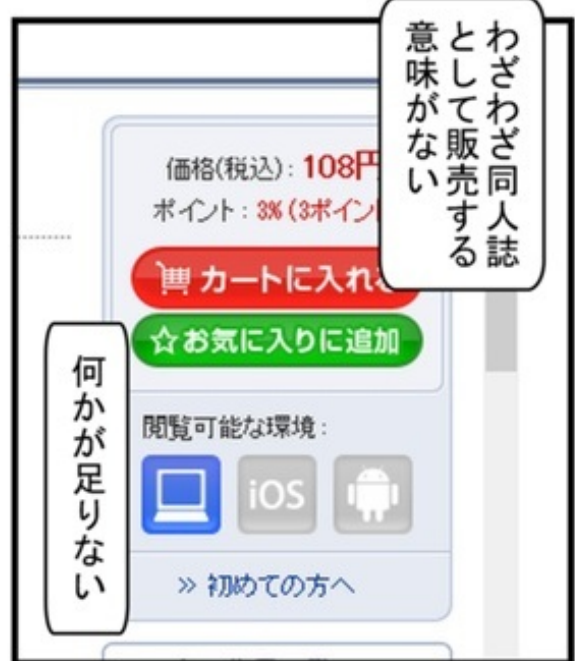 わざわざ同人誌
として販売する
意味がない
価格(税込): 108円
ポイント: 3% (3ポイン
カートに入れ
☆お気に入りに追加
何かが足りない
閲覧可能な環境:
iOS
≫ 初めての方へ